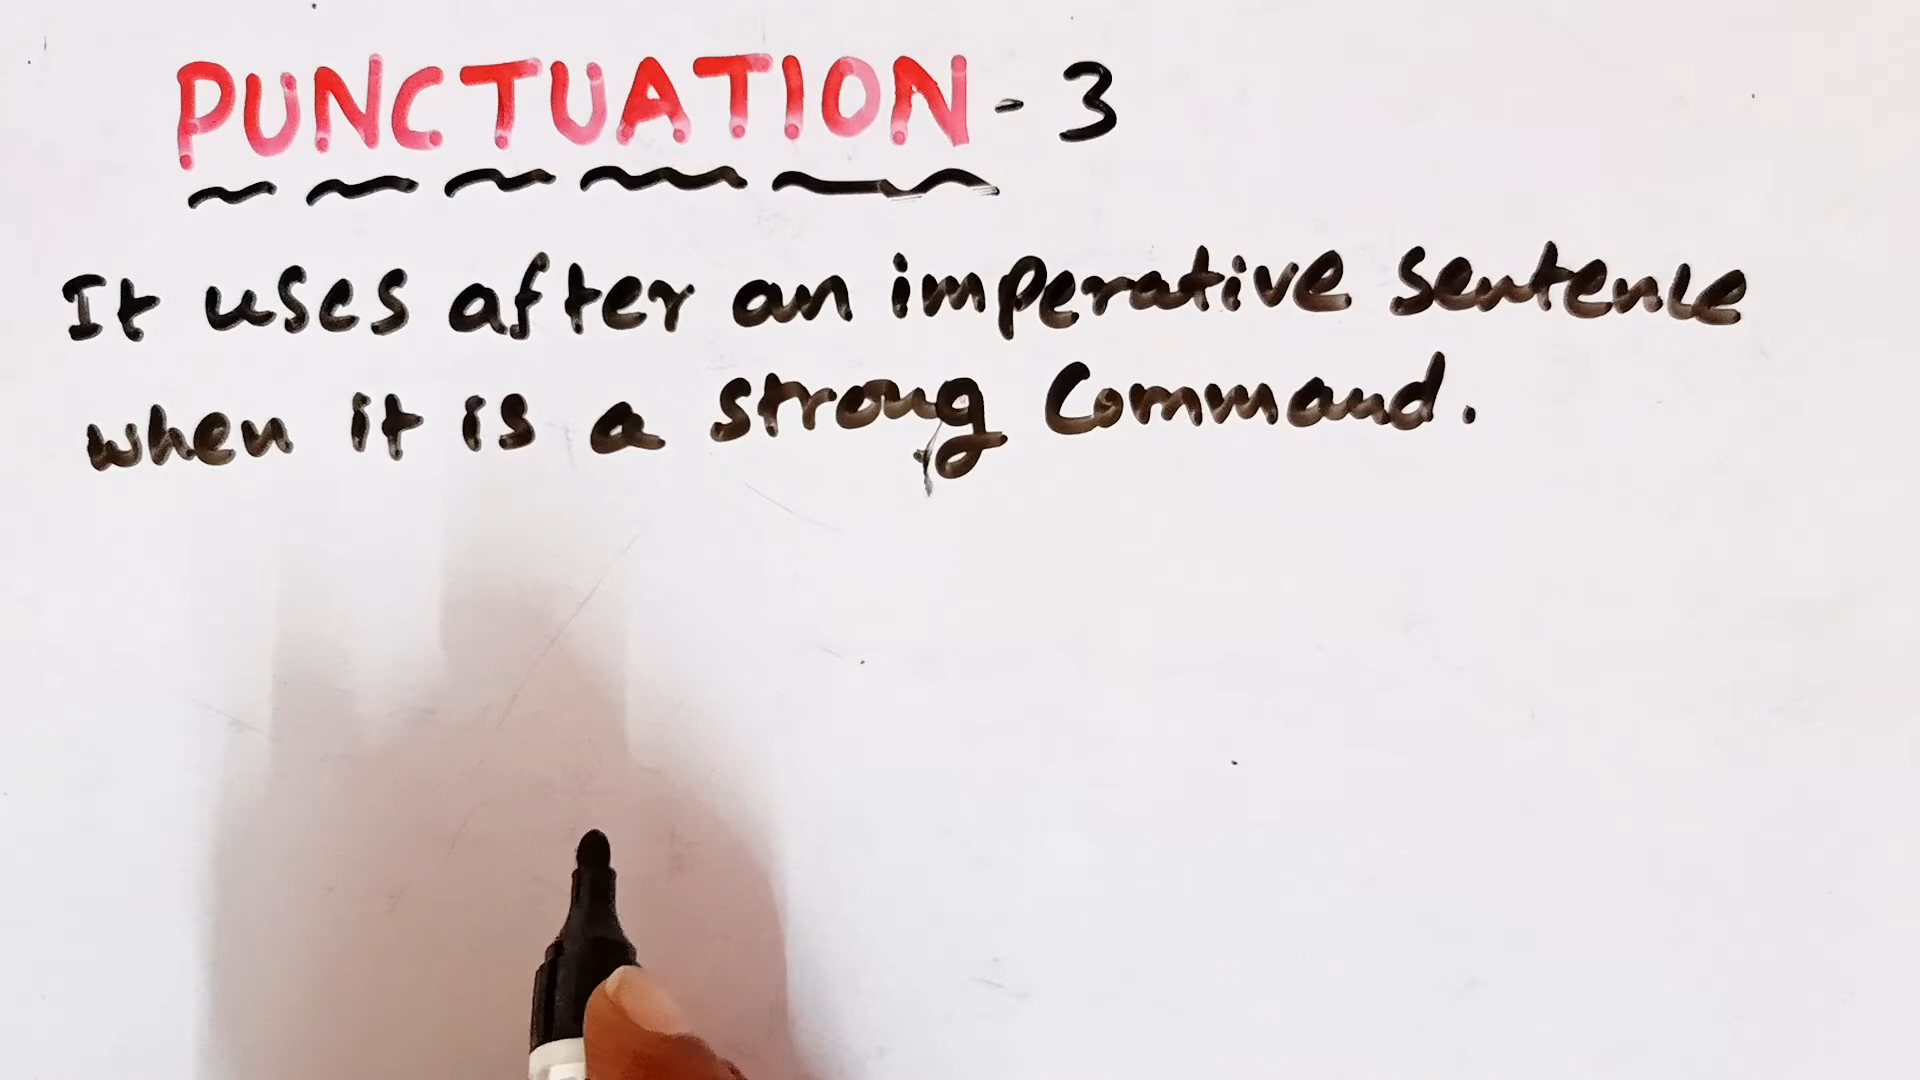 PUNCTUATION - 3
It uses after an imperative sentence
when it is a strong Command.